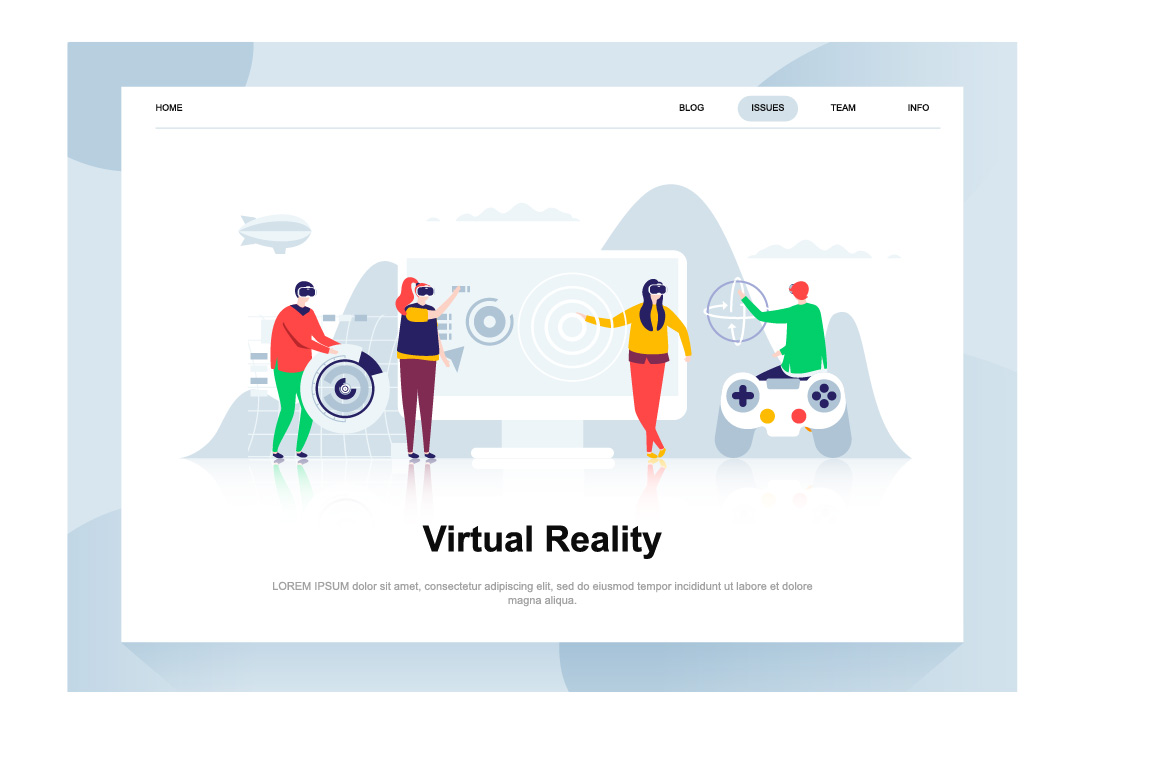 HOME BLOG ISSUES TEAM INFO
Virtual Reality
LOREM IPSUM dolor sit amet, consectetur adipiscing elit, sed do eiusmod tempor incididunt ut labore et dolore
magna aliqua.